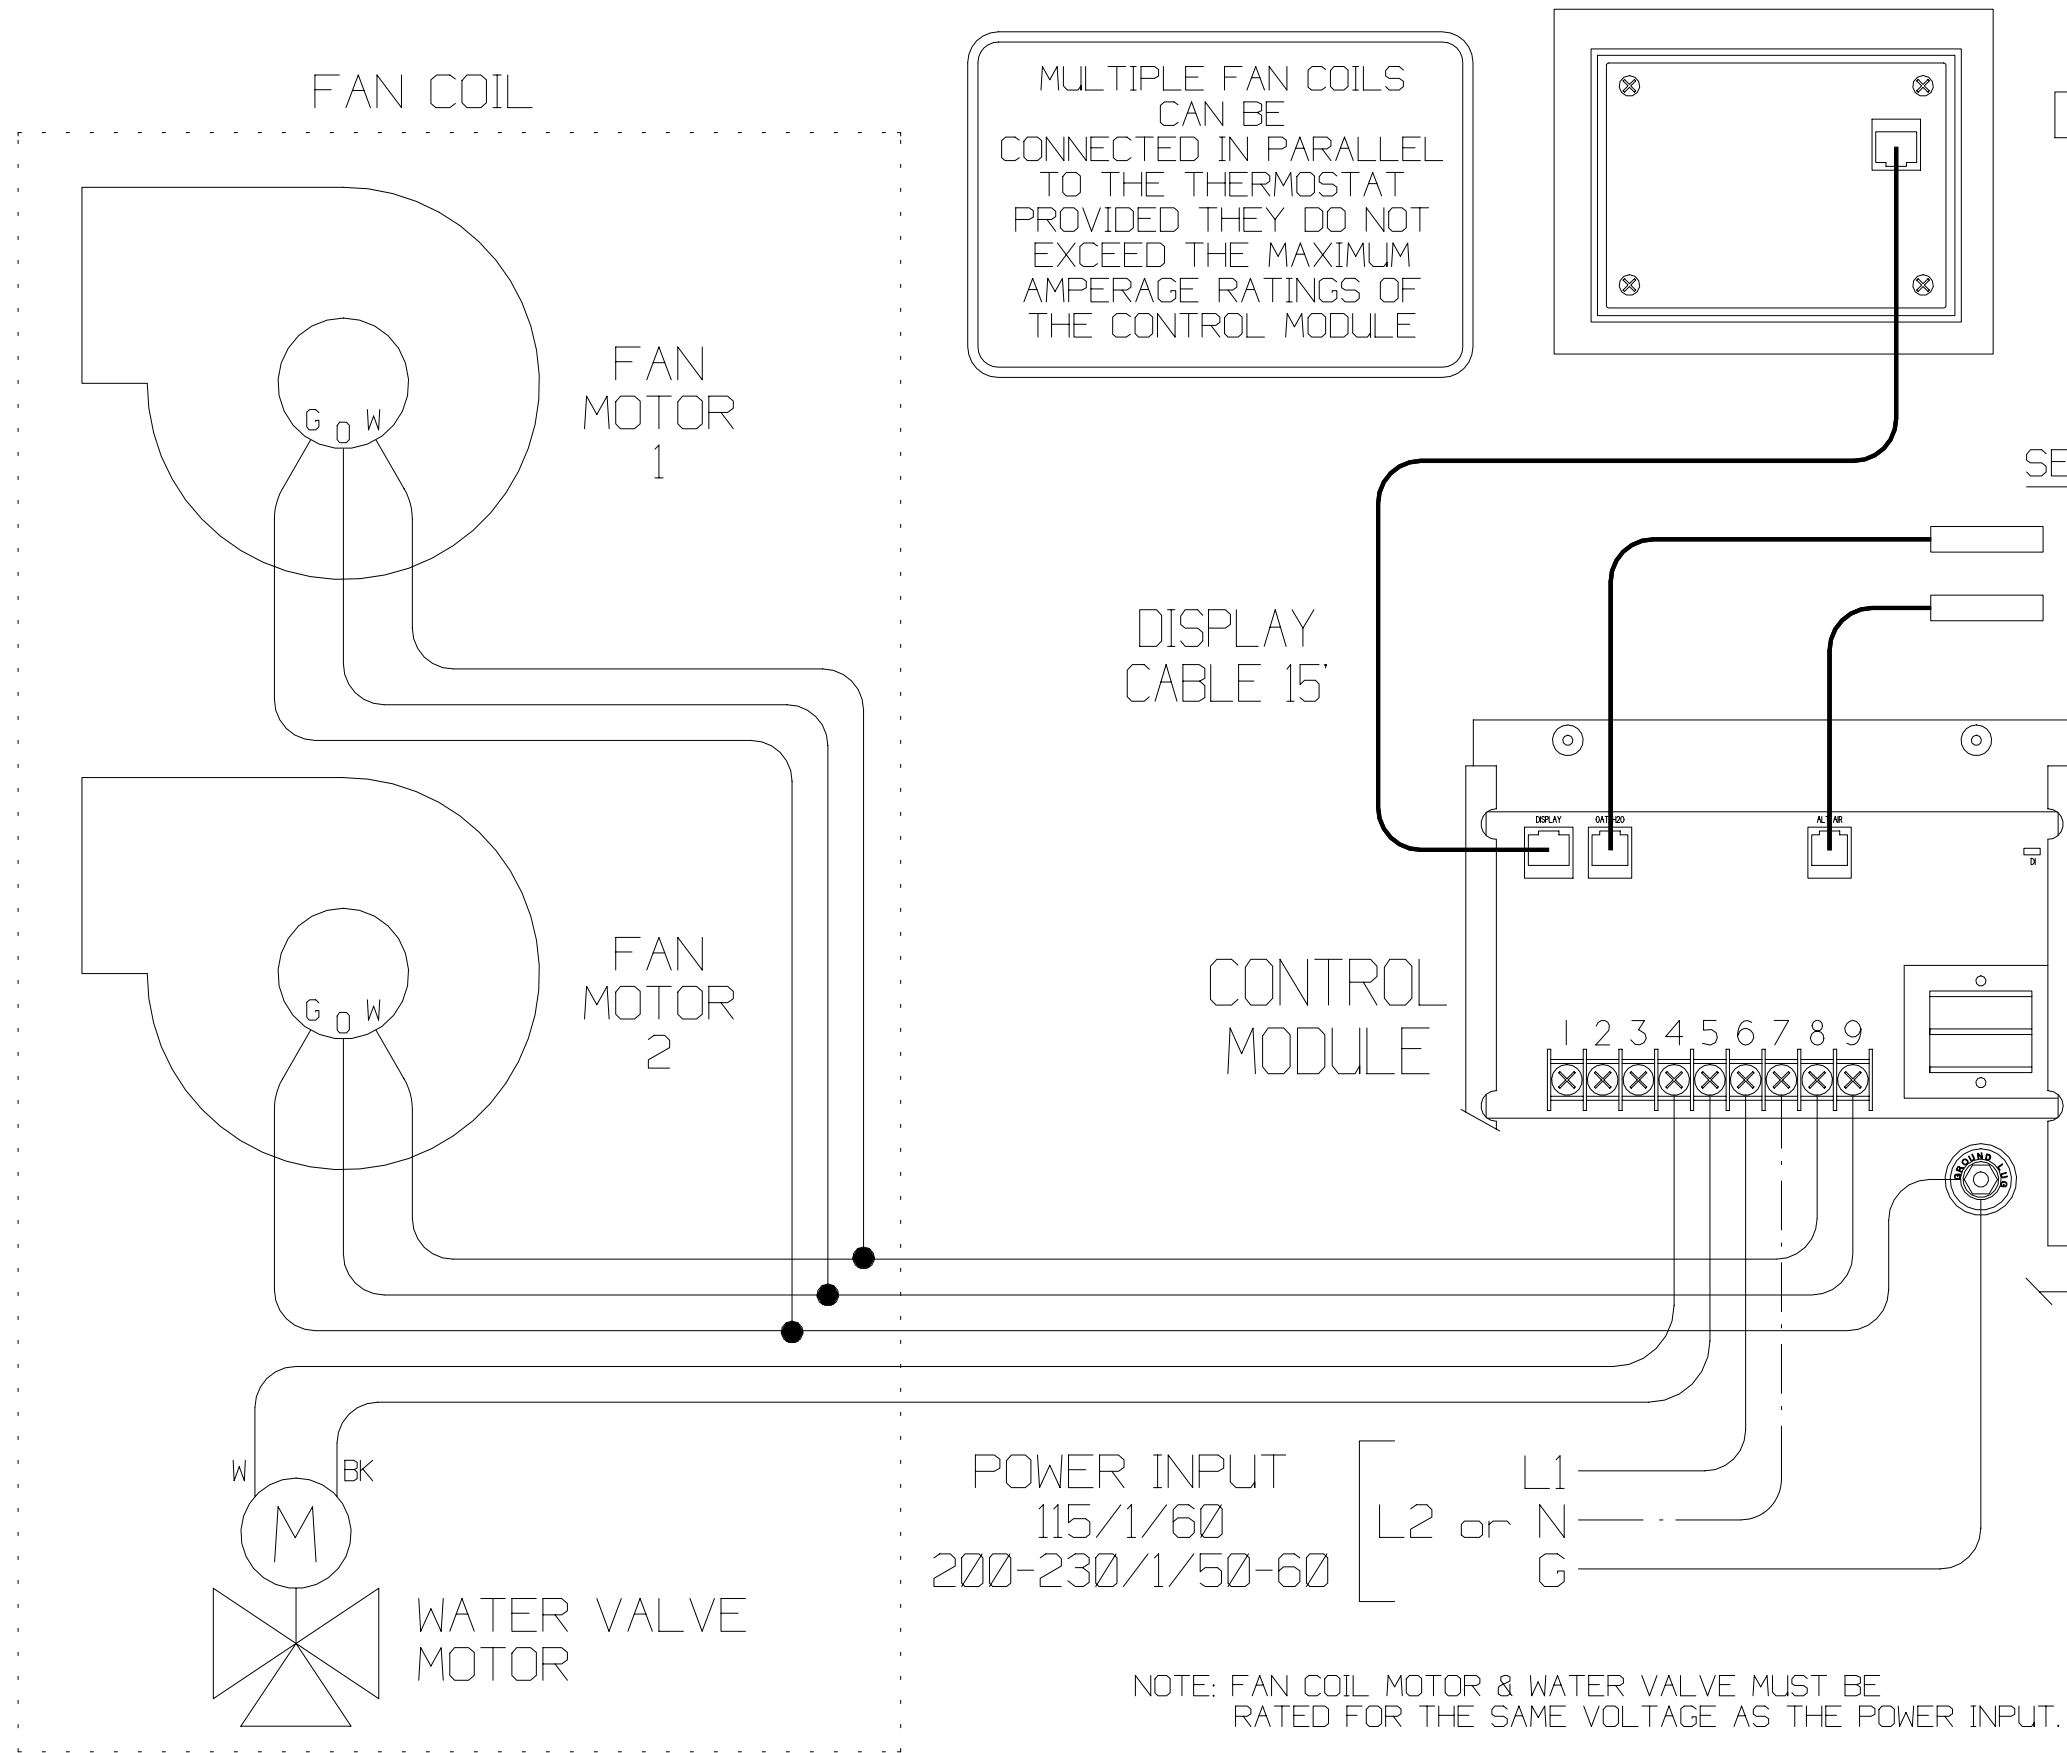 FAN COIL
MULTIPLE FAN COILS
CAN BE
CONNECTED IN PARALLEL
TO THE THERMOSTAT
PROVIDED THEY DO NOT
EXCEED THE MAXIMUM
AMPERAGE RATINGS OF
THE CONTROL MODULE
G O W
FAN
MOTOR
1
SE
DISPLAY
CABLE 15'
DISPLAY
ALT AIR
CONTROL
MODULE
1 2 3 4 5 6 7 8 9
G O W
FAN
MOTOR
2
GROUND LUG
W
BK
M
WATER VALVE
MOTOR
POWER INPUT
115/1/60
200-230/1/50-60
L1
L2 or N
G
NOTE: FAN COIL MOTOR & WATER VALVE MUST BE
RATED FOR THE SAME VOLTAGE AS THE POWER INPUT.